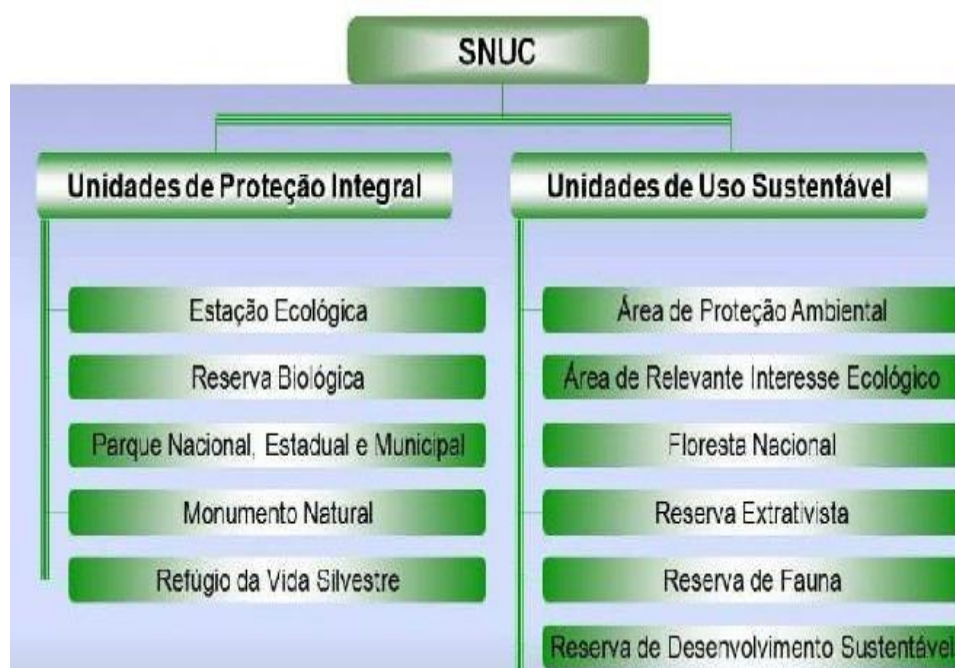 SNUC
Unidades de Proteção Integral
Estação Ecológica
Reserva Biológica
Parque Nacional, Estadual e Municipal
Monumento Natural
Refúgio da Vida Silvestre
Unidades de Uso Sustentável
Área de Proteção Ambiental
Área de Relevante Interesse Ecológico
Floresta Nacional
Reserva Extrativista
Reserva de Fauna
Reserva de Desenvolvimento Sustentável